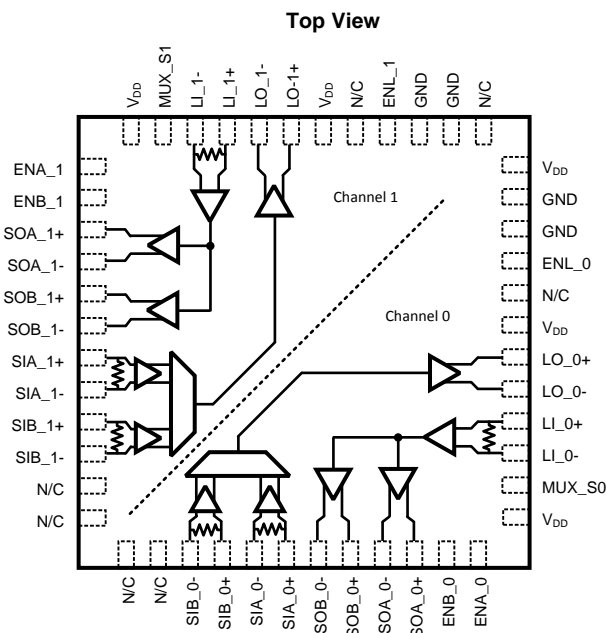 Top View
VDD
MUX_S1
LI_1-
LI_1+
LO_1-
LO-1+
VDD
N/C
ENL_1
GND
GND
N/C
ENA_1
ENB_1
SOA_1+
SOA_1-
SOB_1+
SOB_1-
SIA_1+
SIA_1-
SIB_1+
SIB_1-
N/C
N/C
Channel 1
Channel 0
VDD
GND
GND
ENL_0
N/C
VDD
LO_0+
LO_0-
LI_0+
LI_0-
MUX_S0
VDD
N/C
N/C
SIB_0-
SIB_0+
SIA_0-
SIA_0+
SOB_0-
SOB_0+
SOA_0-
SOA_0+
ENB_0
ENA_0